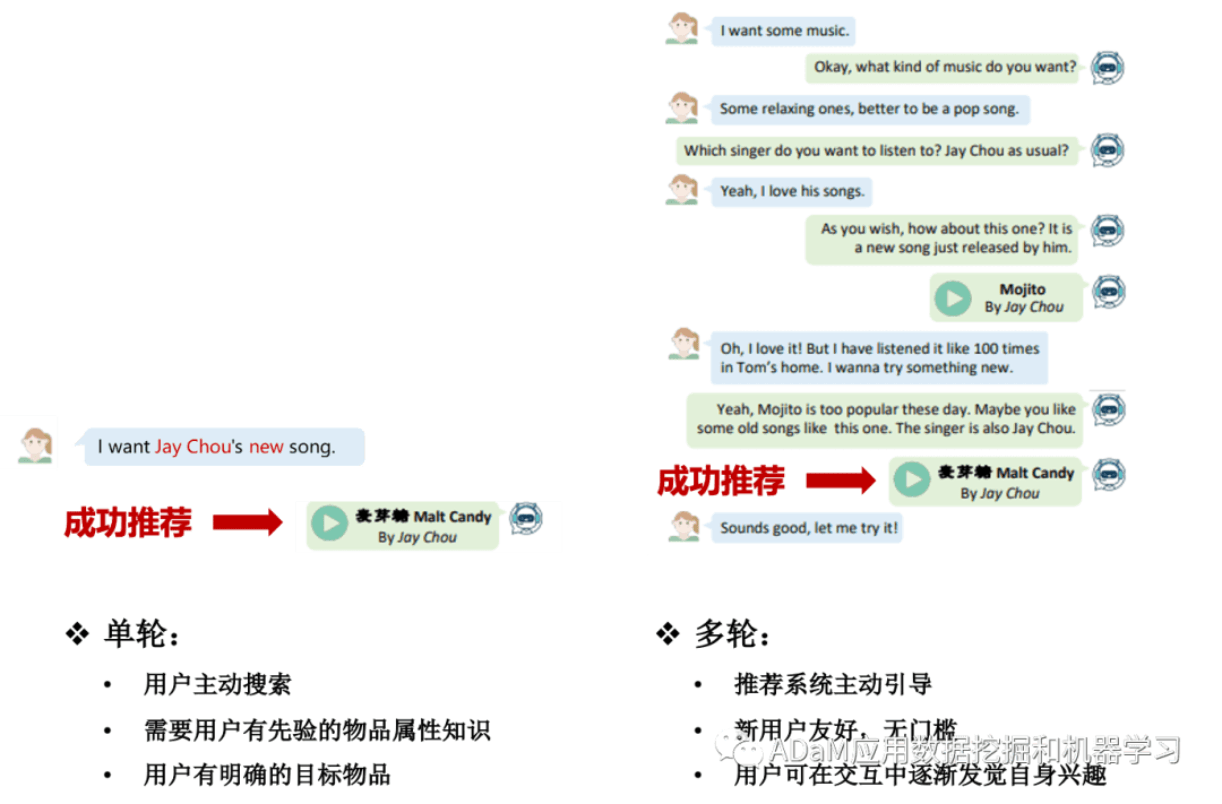 I want Jay Chou's new song.
成功推荐
麦芽糖 Malt Candy
By Jay Chou
❖ 单轮：
• 用户主动搜索
• 需要用户有先验的物品属性知识
• 用户有明确的目标物品
I want some music.
Okay, what kind of music do you want?
Some relaxing ones, better to be a pop song.
Which singer do you want to listen to? Jay Chou as usual?
Yeah, I love his songs.
As you wish, how about this one? It is
a new song just released by him.
Mojito
By Jay Chou
Oh, I love it! But I have listened it like 100 times
in Tom's home. I wanna try something new.
Yeah, Mojito is too popular these day. Maybe you like
some old songs like this one. The singer is also Jay Chou.
成功推荐
麦芽糖 Malt Candy
By Jay Chou
Sounds good, let me try it!
❖ 多轮：
• 推荐系统主动引导
• 新用户友好，无门槛
ADaM应用数据挖掘和机器学习
• 用户可在交互中逐渐发觉自身兴趣